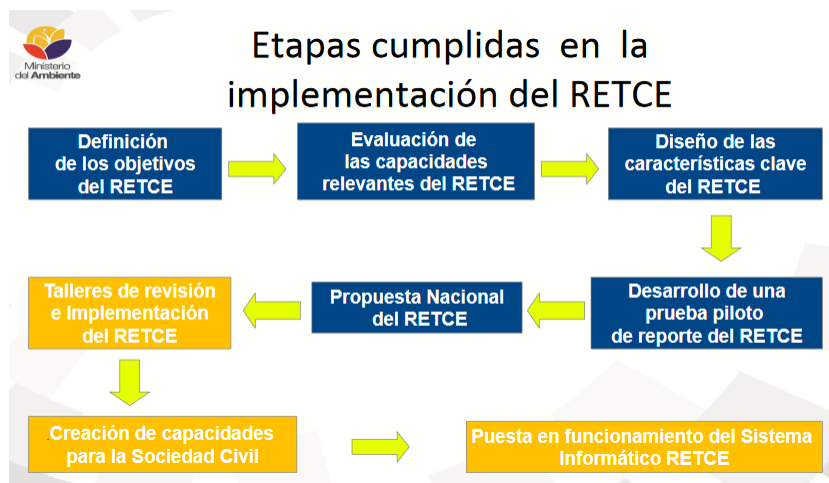 Etapas cumplidas en la
implementación del RETCE
Ministerio
del Ambiente
Definición
de los objetivos
del RETCE
Evaluación de
las capacidades
relevantes del RETCE
Diseño de las
características clave
del RETCE
Desarrollo de una
prueba piloto
de reporte del RETCE
Propuesta Nacional
del RETCE
Talleres de revisión
e Implementación
del RETCE
Creación de capacidades
para la Sociedad Civil
Puesta en funcionamiento del Sistema
Informático RETCE